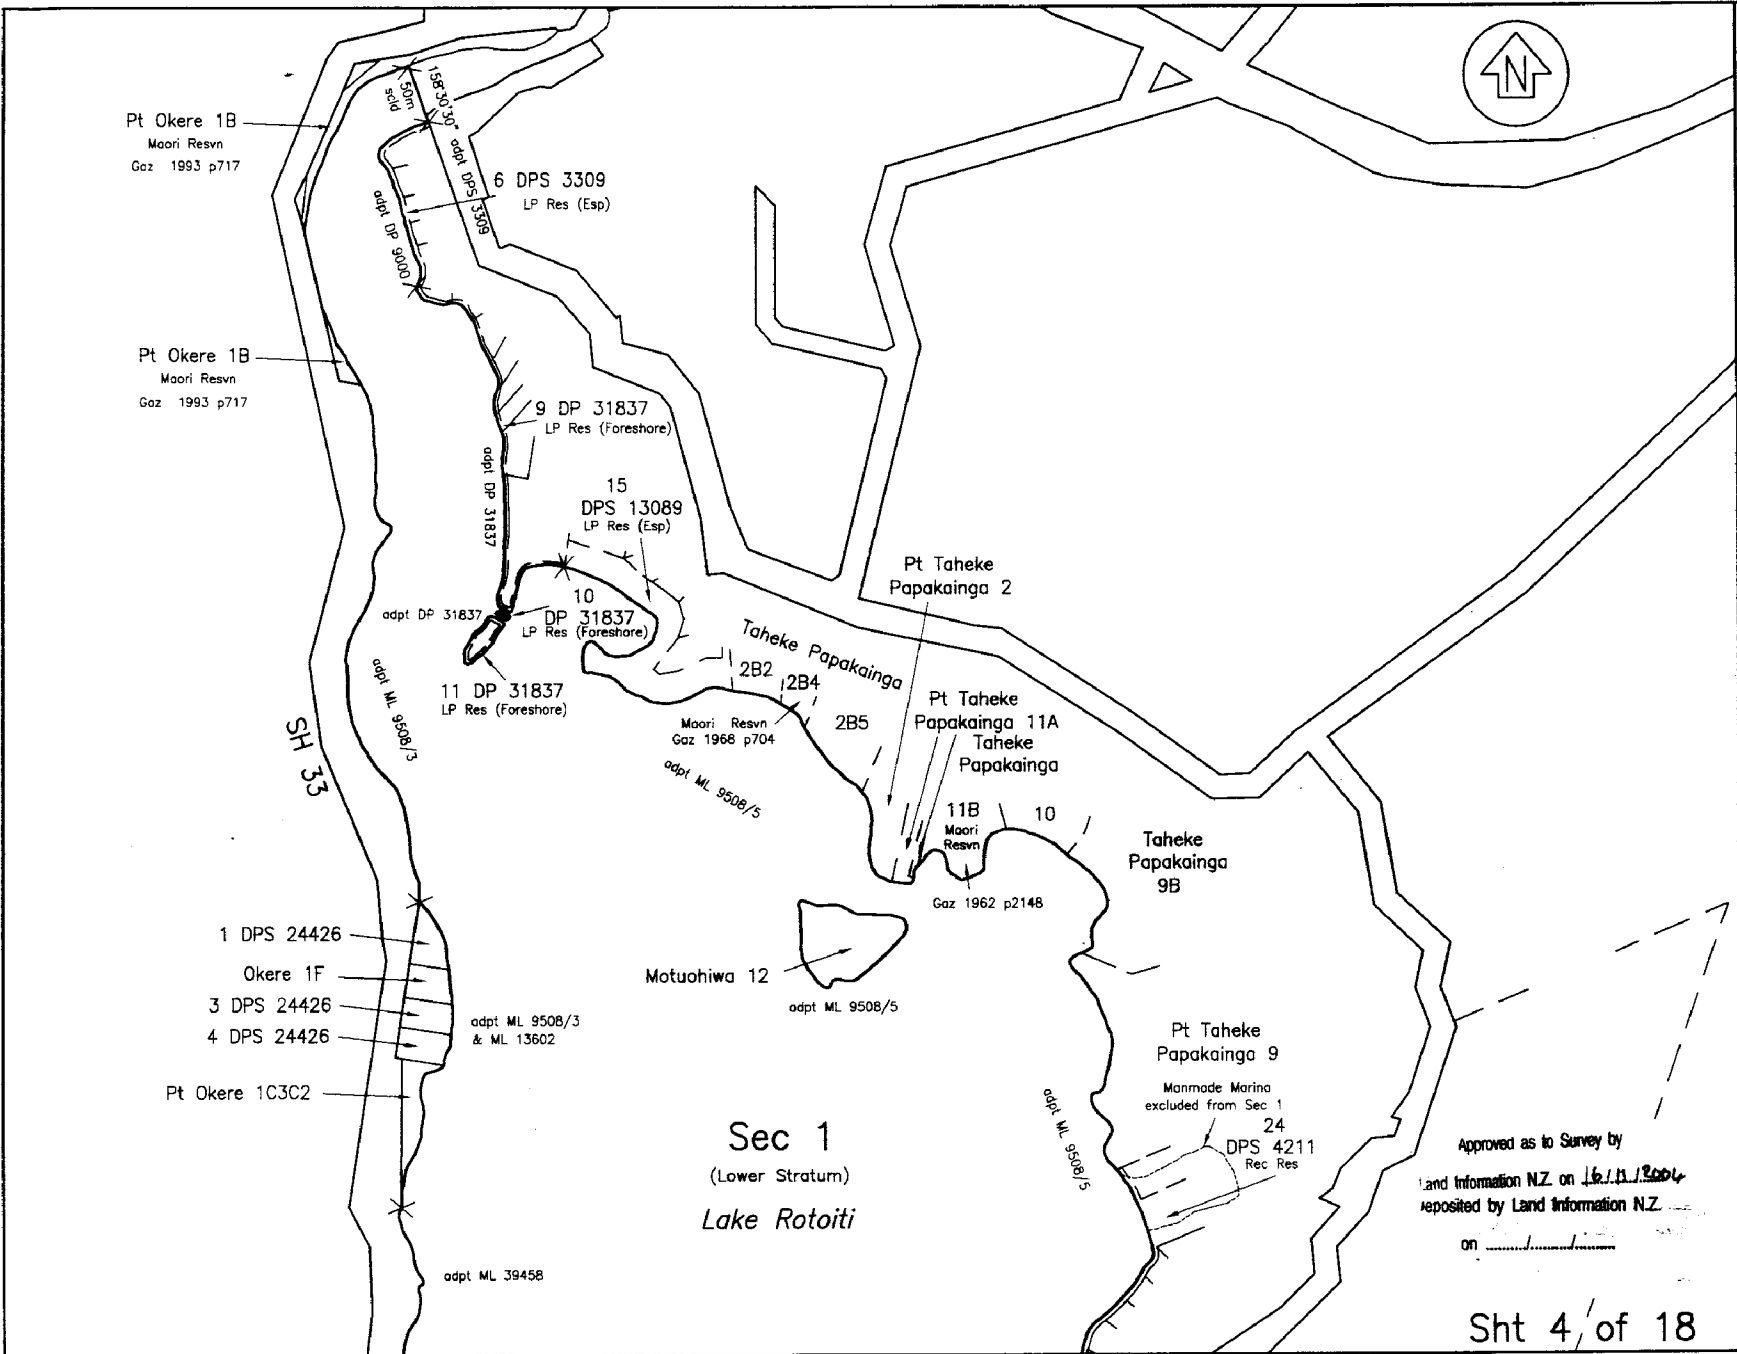 N
158°30'30" adpt DPS 3309
50m
scld
Pt Okere 1B
Maori Resvn
Gaz 1993 p717
6 DPS 3309
LP Res (Esp)
adpt DP 9000
Pt Okere 1B
Maori Resvn
Gaz 1993 p717
9 DP 31837
LP Res (Foreshore)
adpt DP 31837
15
DPS 13089
LP Res (Esp)
Pt Taheke
Papakainga 2
adpt DP 31837
10
DP 31837
LP Res (Foreshore)
11 DP 31837
LP Res (Foreshore)
Taheke Papakainga
2B2
2B4
2B5
Maori Resvn
Gaz 1968 p704
adpt ML 9508/5
Pt Taheke
Papakainga 11A
Taheke
Papakainga
adpt ML 9508/3
SH 33
11B
Maori
Resvn
10
Gaz 1962 p2148
Taheke
Papakainga
9B
1 DPS 24426
Okere 1F
3 DPS 24426
4 DPS 24426
adpt ML 9508/3
& ML 13602
Pt Okere 1C3C2
Motuohiwa 12
adpt ML 9508/5
Pt Taheke
Papakainga 9
Manmade Marina
excluded from Sec 1
24
DPS 4211
Rec Res
adpt ML 9508/5
Sec 1
(Lower Stratum)
Lake Rotoiti
adpt ML 39458
Approved as to Survey by
Land Information N.Z. on 16/11/2004
Deposited by Land Information N.Z.
on ......../......../........
Sht 4 of 18